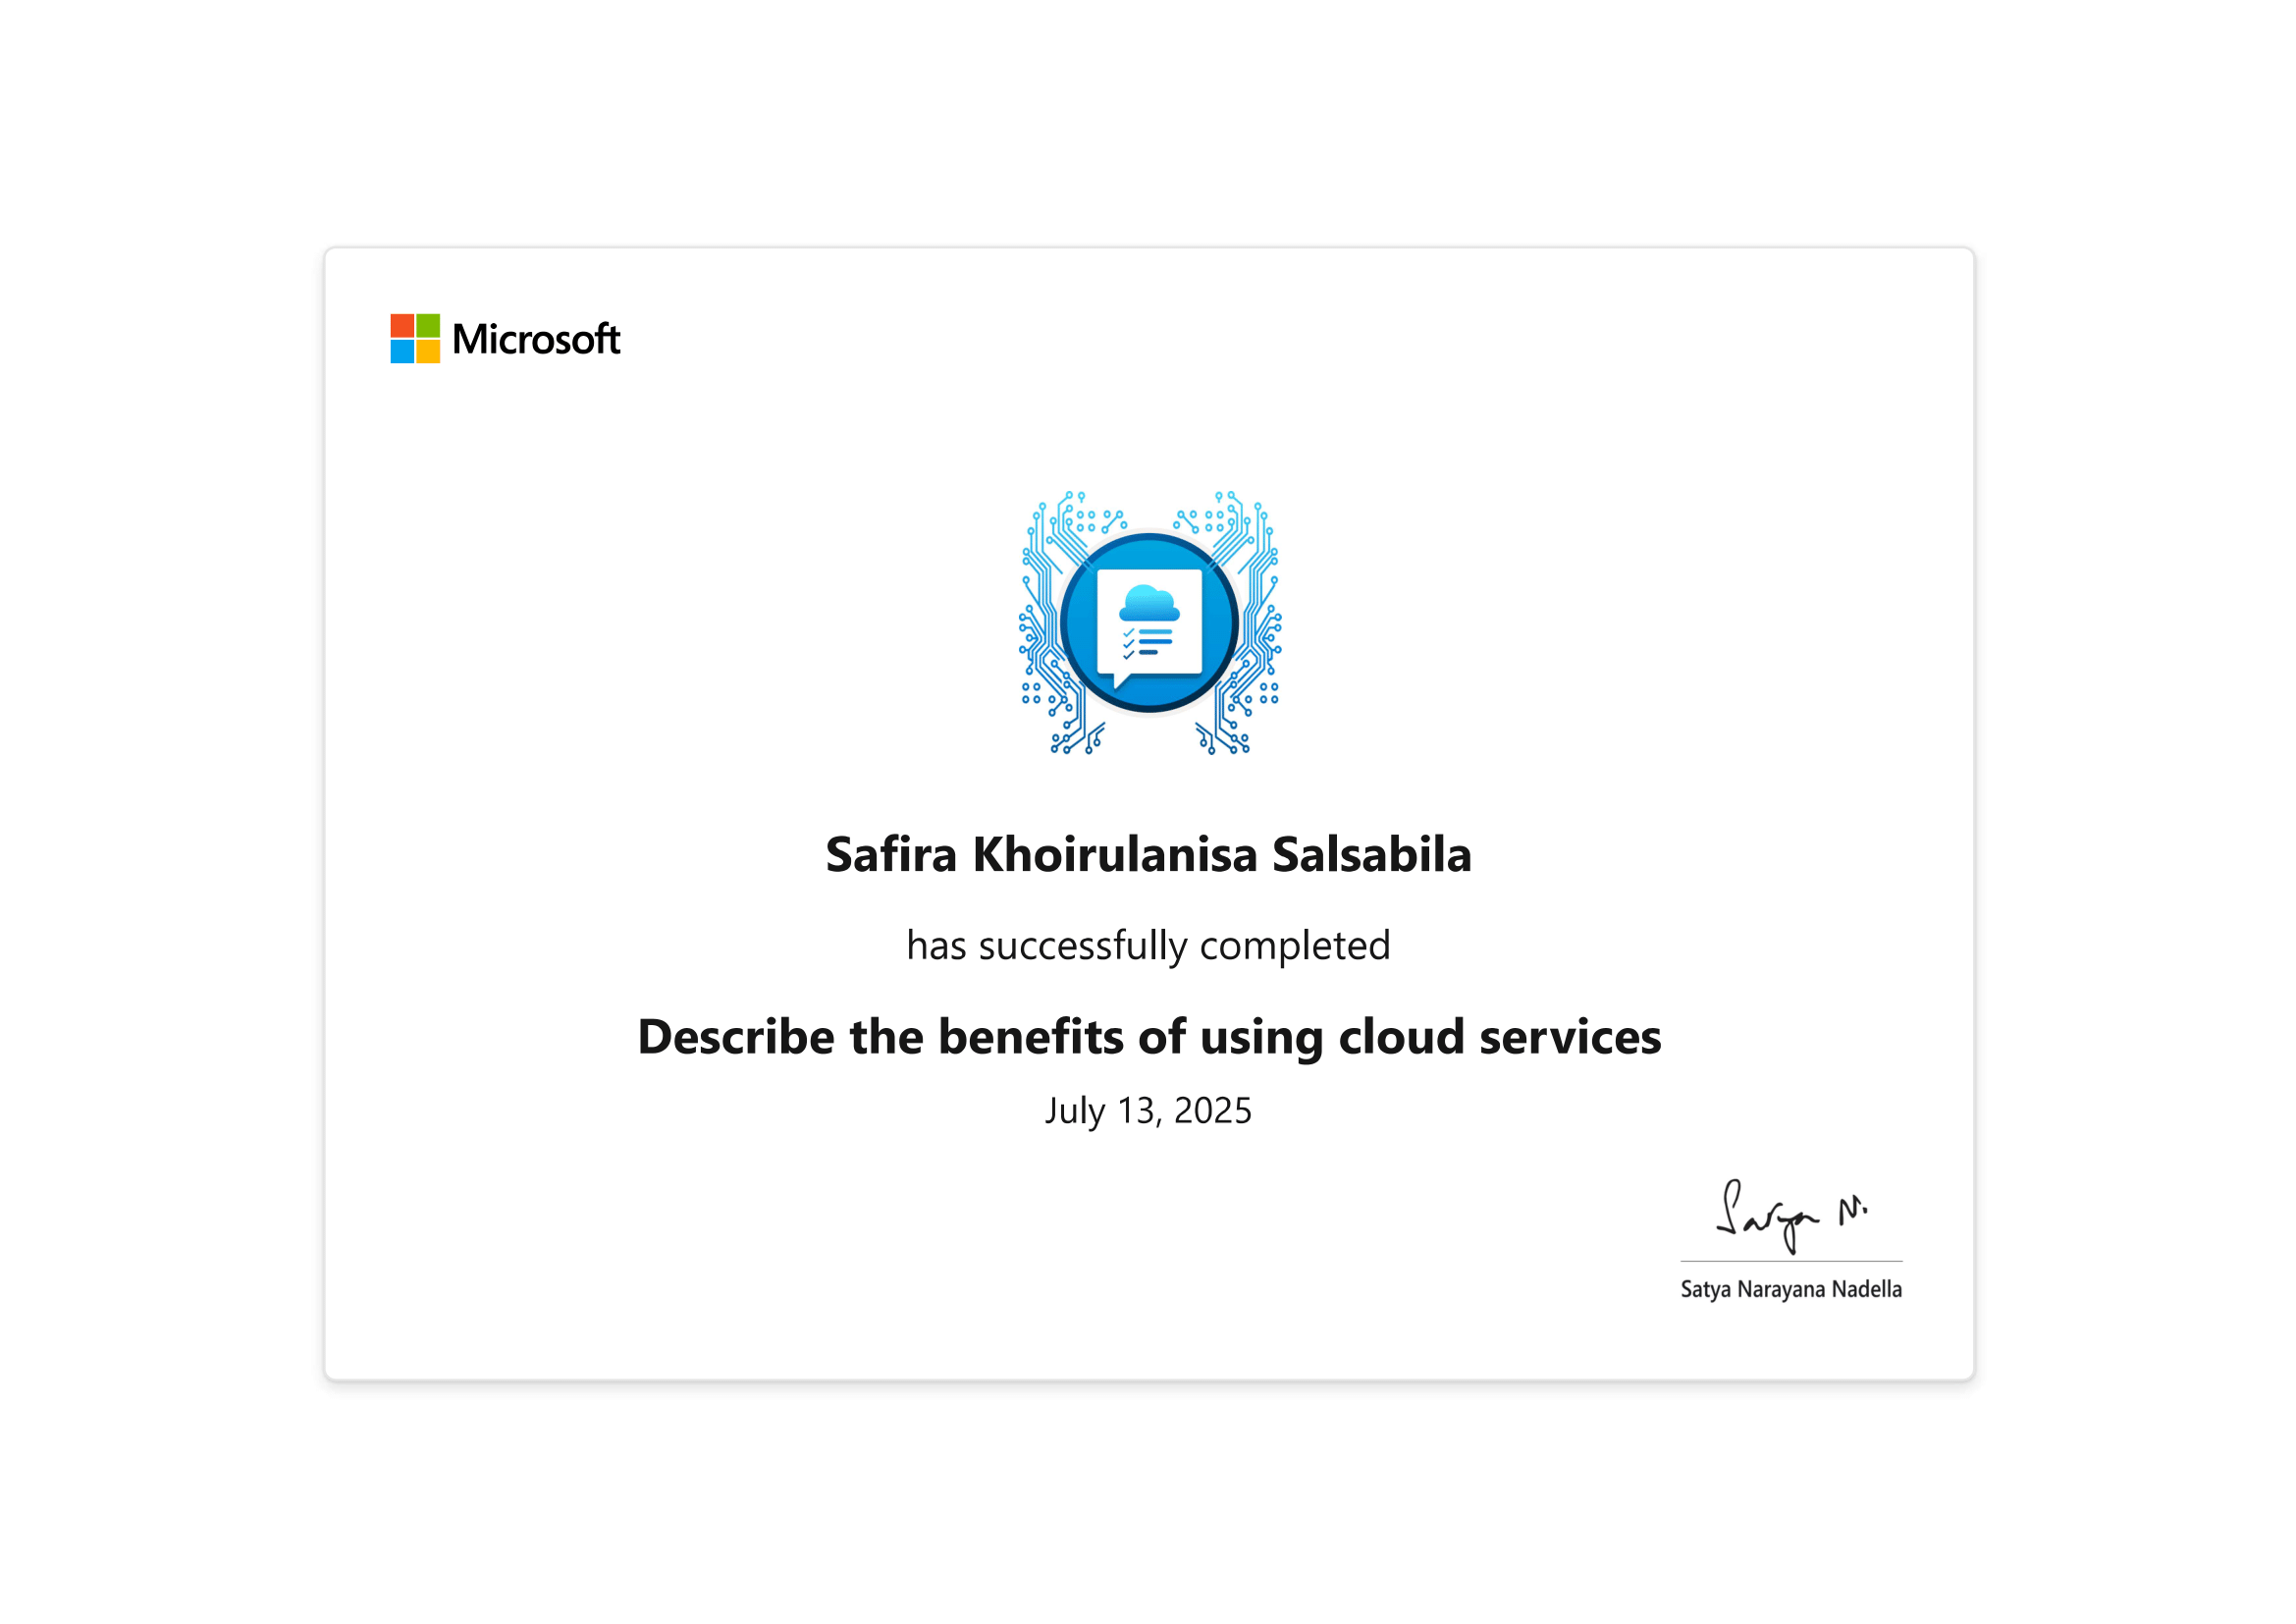 Microsoft
Safira Khoirulanisa Salsabila
has successfully completed
Describe the benefits of using cloud services
July 13, 2025
Satya N.
Satya Narayana Nadella